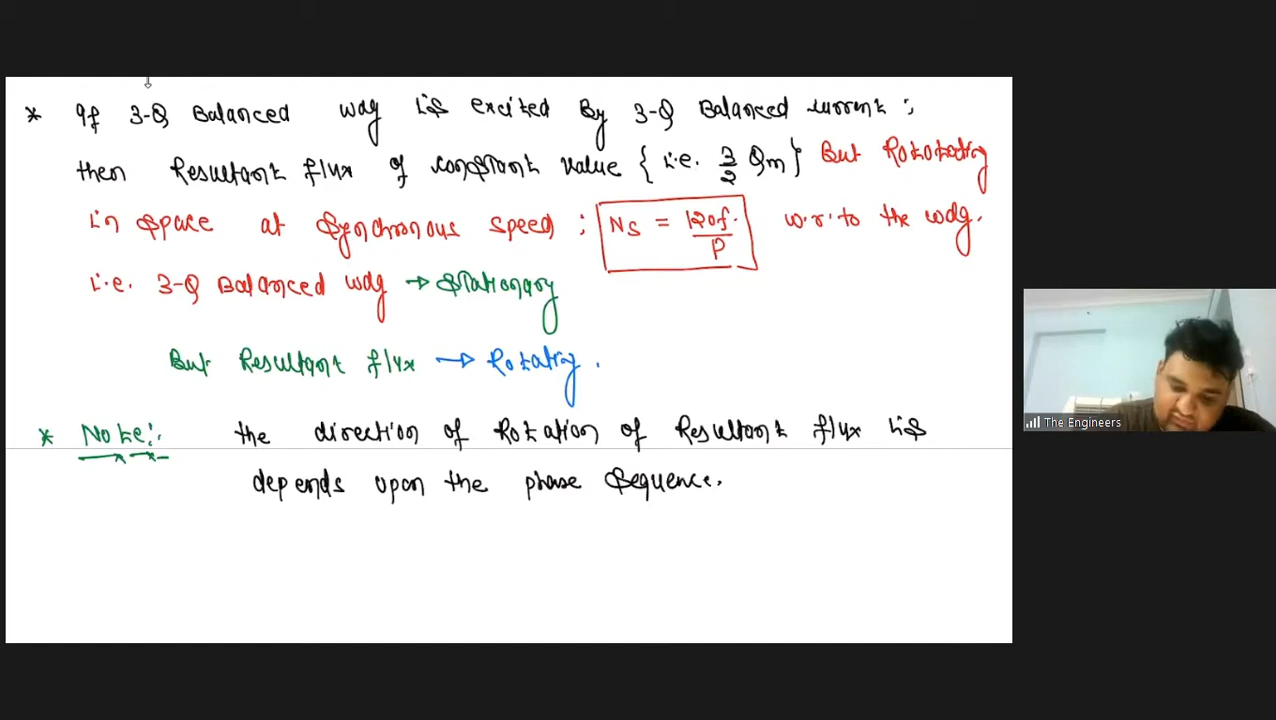 * If 3-Φ Balanced wdg is excited By 3-Φ Balanced current;
then Resultant flux of constant value {i.e. 3/2 Φm} But Rototating
in space at synchronous speed; Ns = 120f/P w.r.to the wdg.
i.e. 3-Φ Balanced wdg → stationary
But Resultant flux → Rotating.
* Note:- the direction of Rotation of Resultant flux is
depends upon the phase sequence.
The Engineers